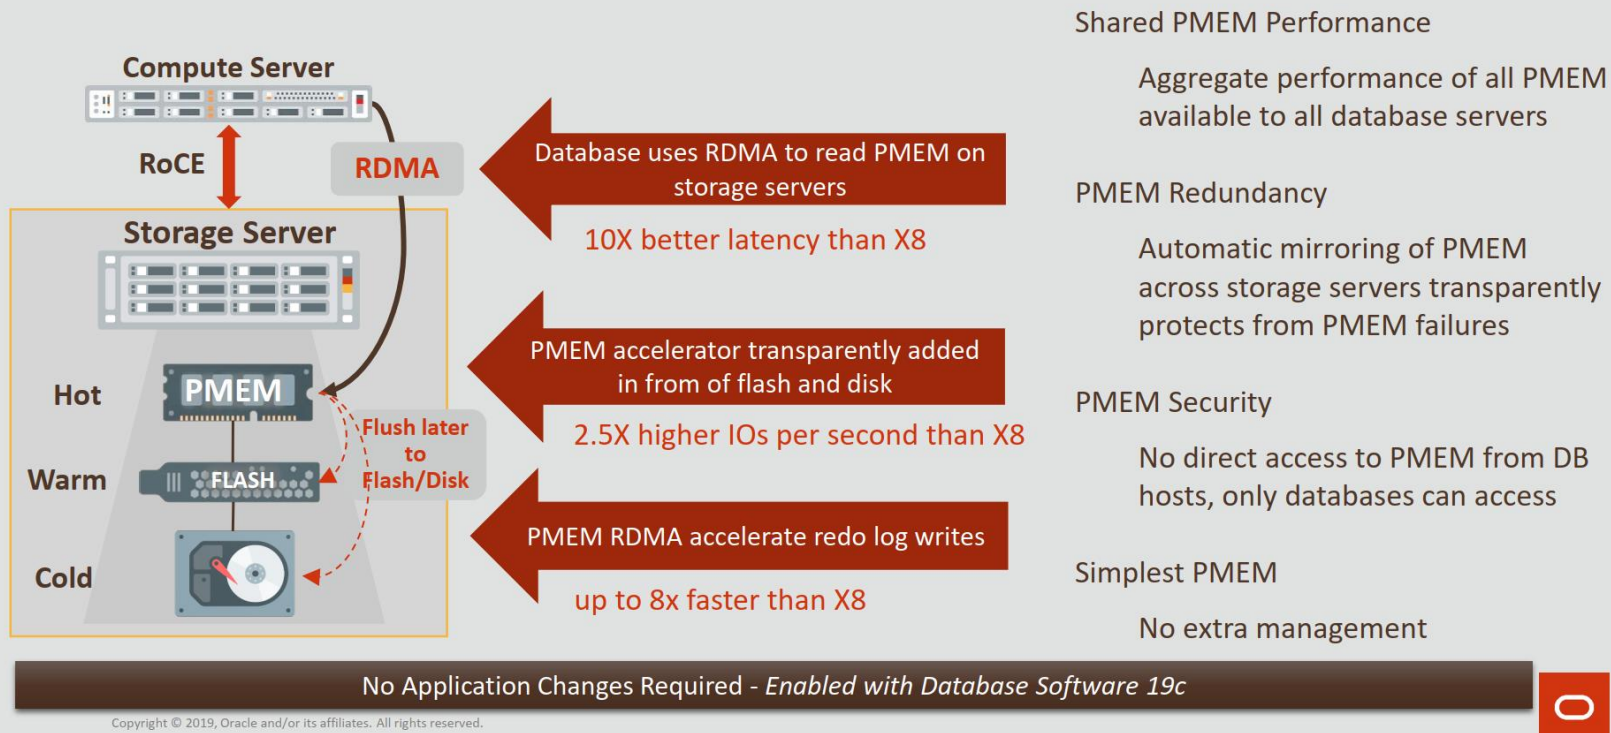 Compute Server
RoCE
RDMA
Storage Server
Hot
PMEM
Flush later
to
Flash/Disk
Warm
FLASH
Cold
Database uses RDMA to read PMEM on
storage servers
10X better latency than X8
PMEM accelerator transparently added
in from of flash and disk
2.5X higher IOs per second than X8
PMEM RDMA accelerate redo log writes
up to 8x faster than X8
Shared PMEM Performance
Aggregate performance of all PMEM
available to all database servers
PMEM Redundancy
Automatic mirroring of PMEM
across storage servers transparently
protects from PMEM failures
PMEM Security
No direct access to PMEM from DB
hosts, only databases can access
Simplest PMEM
No extra management
No Application Changes Required - Enabled with Database Software 19c
Copyright © 2019, Oracle and/or its affiliates. All rights reserved.